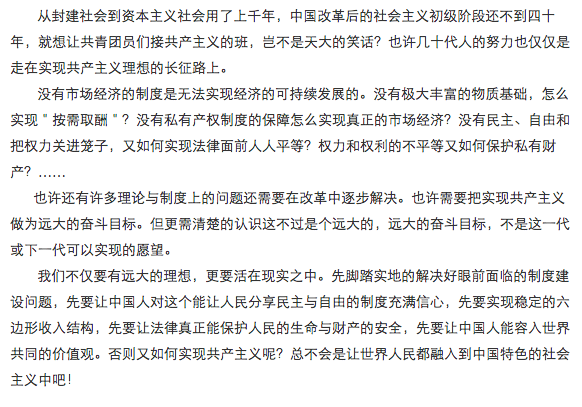 从封建社会到资本主义社会用了上千年，中国改革后的社会主义初级阶段还不到四十
年，就想让共青团员们接共产主义的班，岂不是天大的笑话？也许几十代人的努力也仅仅是
走在实现共产主义理想的长征路上。
没有市场经济的制度是无法实现经济的可持续发展的。没有极大丰富的物质基础，怎么
实现＂按需取酬＂？没有私有产权制度的保障怎么实现真正的市场经济？没有民主、自由和
把权力关进笼子，又如何实现法律面前人人平等？权力和权利的不平等又如何保护私有财
产？……
也许还有许多理论与制度上的问题还需要在改革中逐步解决。也许需要把实现共产主义
做为远大的奋斗目标。但更需清楚的认识这不过是个远大的，远大的奋斗目标，不是这一代
或下一代可以实现的愿望。
我们不仅要有远大的理想，更要活在现实之中。先脚踏实地的解决好眼前面临的制度建
设问题，先要让中国人对这个能让人民分享民主与自由的制度充满信心，先要实现稳定的六
边形收入结构，先要让法律真正能保护人民的生命与财产的安全，先要让中国人能容入世界
共同的价值观。否则又如何实现共产主义呢？总不会是让世界人民都融入到中国特色的社会
主义中吧！